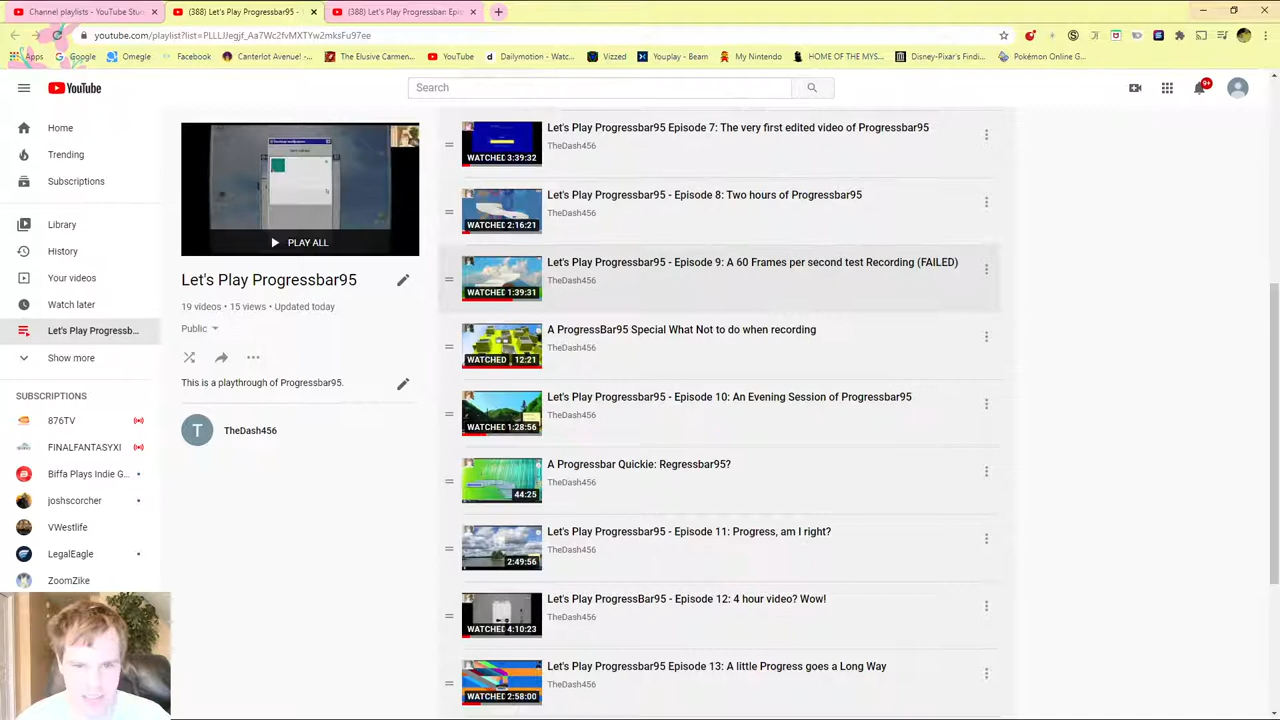 Channel playlists - YouTube Stu
(388) Let's Play Progressbar95 -
(388) Let's Play Progressbar Epi
youtube.com/playlist?list=PLLLJJegjf_Aa7Wc2fvMXTYw2mksFu97ee
Apps Google Omegle Facebook Canterlot Avenue! -... The Elusive Carmen... YouTube Dailymotion - Watch... Vizzed Youplay - Beam My Nintendo HOME OF THE MYS... Disney-Pixar's Findi... Pokémon Online G...
YouTube
Search
9+
Home
Trending
Subscriptions
Library
History
Your videos
Watch later
Let's Play Progressb...
Show more
SUBSCRIPTIONS
876TV
FINALFANTASYXI
Biffa Plays Indie G...
joshscorcher
VWestlife
LegalEagle
ZoomZike
PLAY ALL
Let's Play Progressbar95
19 videos • 15 views • Updated today
Public
This is a playthrough of Progressbar95.
T
TheDash456
Let's Play Progressbar95 Episode 7: The very first edited video of Progressbar95
TheDash456
WATCHED 3:39:32
Let's Play Progressbar95 - Episode 8: Two hours of Progressbar95
TheDash456
WATCHED 2:16:21
Let's Play Progressbar95 - Episode 9: A 60 Frames per second test Recording (FAILED)
TheDash456
WATCHED 1:39:31
A ProgressBar95 Special What Not to do when recording
TheDash456
WATCHED 12:21
Let's Play Progressbar95 - Episode 10: An Evening Session of Progressbar95
TheDash456
WATCHED 1:28:56
A Progressbar Quickie: Regressbar95?
TheDash456
44:25
Let's Play Progressbar95 - Episode 11: Progress, am I right?
TheDash456
2:49:56
Let's Play ProgressBar95 - Episode 12: 4 hour video? Wow!
TheDash456
WATCHED 4:10:23
Let's Play Progressbar95 Episode 13: A little Progress goes a Long Way
TheDash456
WATCHED 2:58:00